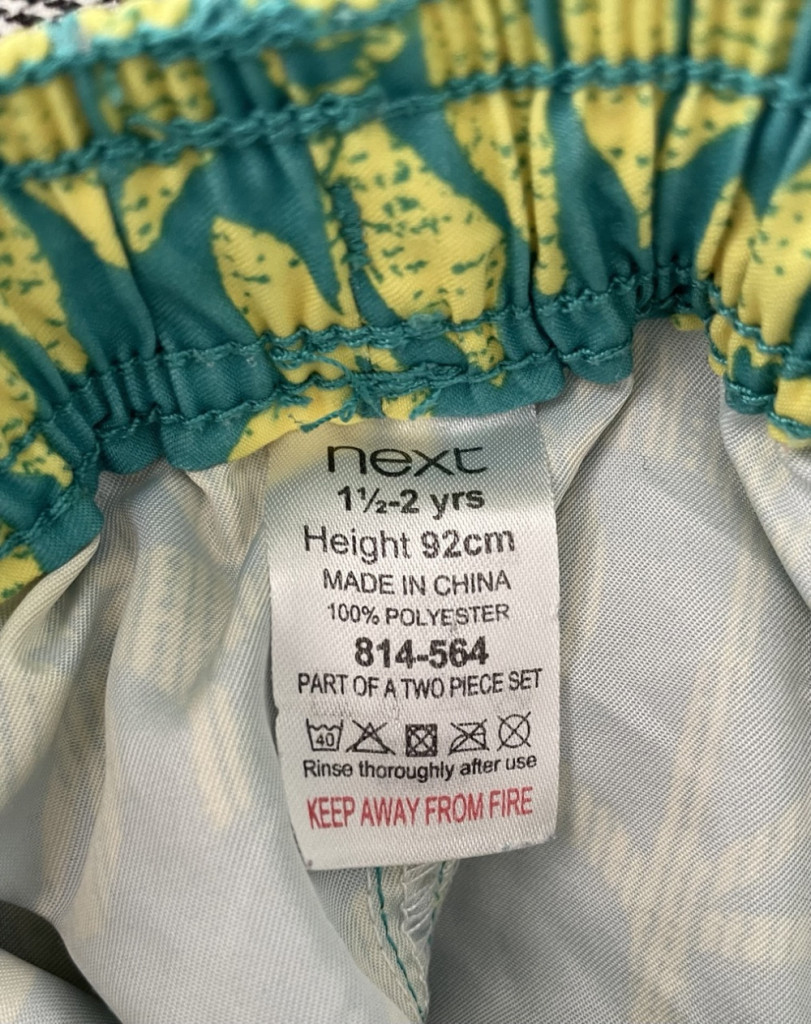 next
1½-2 yrs
Height 92cm
MADE IN CHINA
100% POLYESTER
814-564
PART OF A TWO PIECE SET
40
Rinse thoroughly after use
KEEP AWAY FROM FIRE